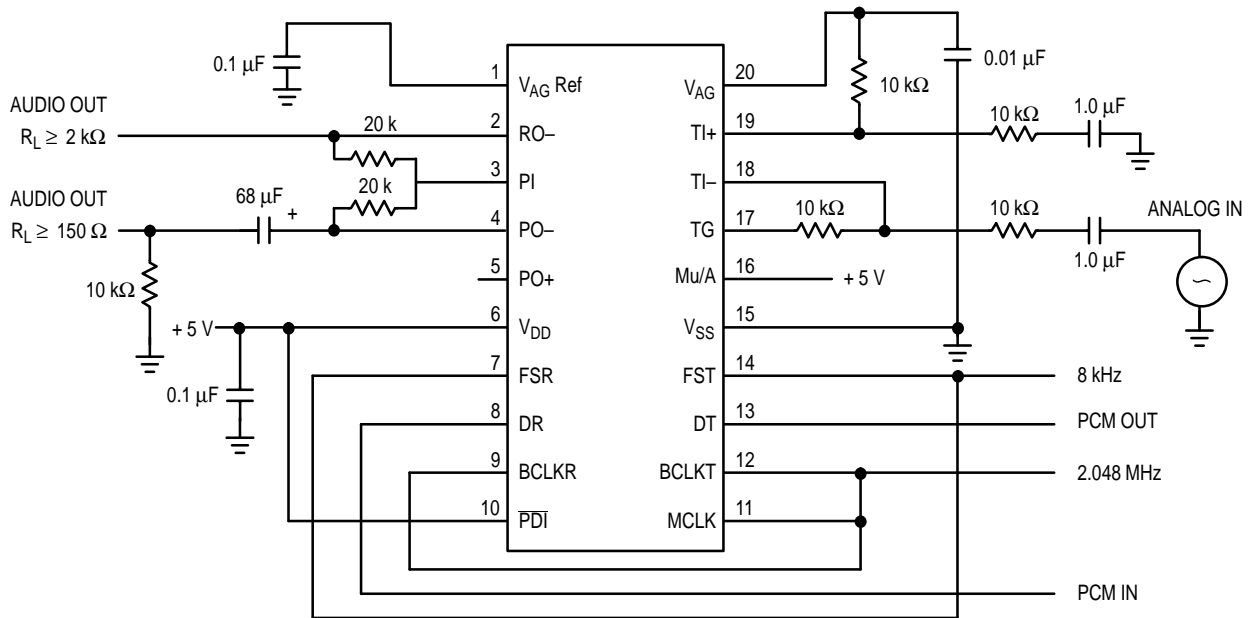 0.1 μF
AUDIO OUT
R_L ≥ 2 kΩ
20 k
20 k
AUDIO OUT
R_L ≥ 150 Ω
68 μF
+
10 kΩ
+ 5 V
0.1 μF
1 V_AG Ref
2 RO–
3 PI
4 PO–
5 PO+
6 V_DD
7 FSR
8 DR
9 BCLKR
10 P̅D̅I̅
V_AG 20
TI+ 19
TI– 18
TG 17
Mu/A 16
V_SS 15
FST 14
DT 13
BCLKT 12
MCLK 11
0.01 μF
10 kΩ
10 kΩ
1.0 μF
10 kΩ
10 kΩ
1.0 μF
ANALOG IN
+ 5 V
8 kHz
PCM OUT
2.048 MHz
PCM IN